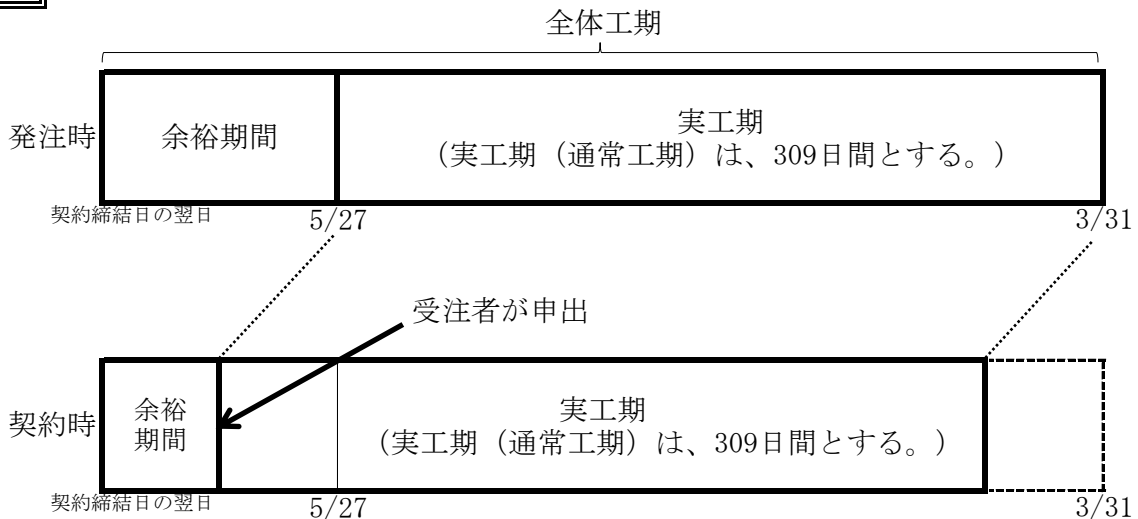 全体工期
発注時
余裕期間
実工期
(実工期（通常工期）は、309日間とする。)
契約締結日の翌日
5/27
3/31
受注者が申出
契約時
余裕
期間
実工期
(実工期（通常工期）は、309日間とする。)
契約締結日の翌日
5/27
3/31